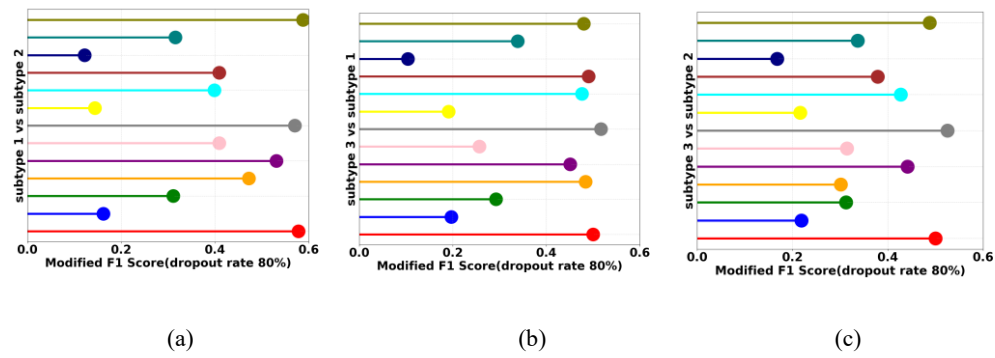 subtype 1 vs subtype 2
0.0 0.2 0.4 0.6
Modified F1 Score(dropout rate 80%)
(a)
subtype 3 vs subtype 1
0.0 0.2 0.4 0.6
Modified F1 Score(dropout rate 80%)
(b)
subtype 3 vs subtype 2
0.0 0.2 0.4 0.6
Modified F1 Score(dropout rate 80%)
(c)